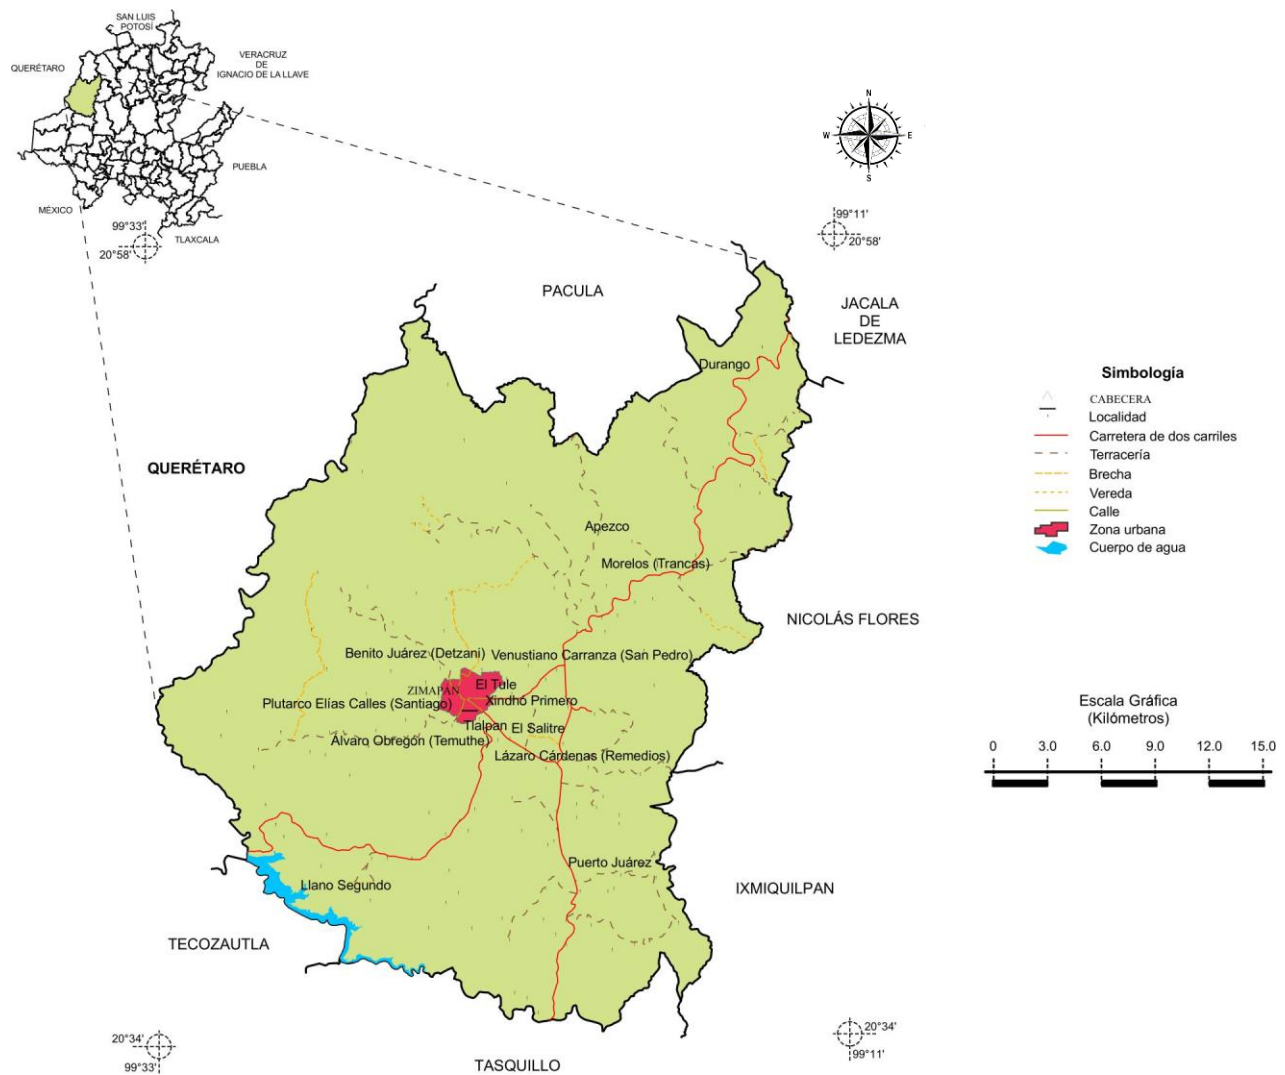 SAN LUIS
POTOSÍ
QUERÉTARO
VERACRUZ
DE
IGNACIO DE LA LLAVE
PUEBLA
MÉXICO
TLAXCALA
99°33'
20°58'
N
W
E
S
99°11'
20°58'
PACULA
JACALA
DE
LEDEZMA
Durango
QUERÉTARO
Apezco
Morelos (Trancas)
NICOLÁS FLORES
Benito Juárez (Detzani)
Venustiano Carranza (San Pedro)
ZIMAPÁN
El Tule
Plutarco Elías Calles (Santiago)
Xindhó Primero
Tlalpan
El Salitre
Álvaro Obregón (Temuthe)
Lázaro Cárdenas (Remedios)
Puerto Juárez
Llano Segundo
IXMIQUILPAN
TECOZAUTLA
TASQUILLO
20°34'
99°33'
20°34'
99°11'
Simbología
CABECERA
Localidad
Carretera de dos carriles
Terracería
Brecha
Vereda
Calle
Zona urbana
Cuerpo de agua
Escala Gráfica
(Kilómetros)
0 3.0 6.0 9.0 12.0 15.0